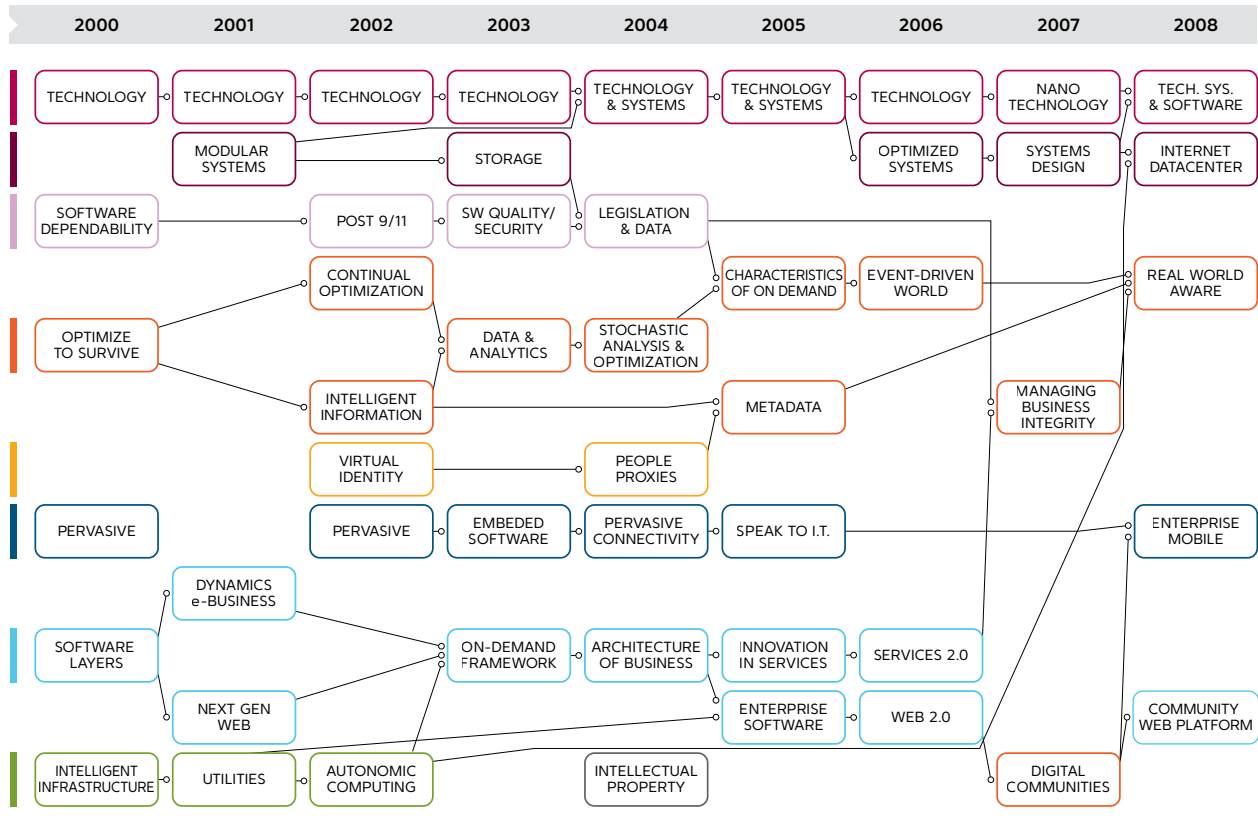 2000 2001 2002 2003 2004 2005 2006 2007 2008
TECHNOLOGY
TECHNOLOGY
TECHNOLOGY
TECHNOLOGY
TECHNOLOGY
& SYSTEMS
TECHNOLOGY
& SYSTEMS
TECHNOLOGY
NANO
TECHNOLOGY
TECH. SYS.
& SOFTWARE
MODULAR
SYSTEMS
STORAGE
OPTIMIZED
SYSTEMS
SYSTEMS
DESIGN
INTERNET
DATACENTER
SOFTWARE
DEPENDABILITY
POST 9/11
SW QUALITY/
SECURITY
LEGISLATION
& DATA
CONTINUAL
OPTIMIZATION
CHARACTERISTICS
OF ON DEMAND
EVENT-DRIVEN
WORLD
REAL WORLD
AWARE
OPTIMIZE
TO SURVIVE
DATA &
ANALYTICS
STOCHASTIC
ANALYSIS &
OPTIMIZATION
INTELLIGENT
INFORMATION
METADATA
MANAGING
BUSINESS
INTEGRITY
VIRTUAL
IDENTITY
PEOPLE
PROXIES
PERVASIVE
PERVASIVE
EMBEDED
SOFTWARE
PERVASIVE
CONNECTIVITY
SPEAK TO I.T.
ENTERPRISE
MOBILE
DYNAMICS
e-BUSINESS
SOFTWARE
LAYERS
ON-DEMAND
FRAMEWORK
ARCHITECTURE
OF BUSINESS
INNOVATION
IN SERVICES
SERVICES 2.0
NEXT GEN
WEB
ENTERPRISE
SOFTWARE
WEB 2.0
COMMUNITY
WEB PLATFORM
INTELLIGENT
INFRASTRUCTURE
UTILITIES
AUTONOMIC
COMPUTING
INTELLECTUAL
PROPERTY
DIGITAL
COMMUNITIES